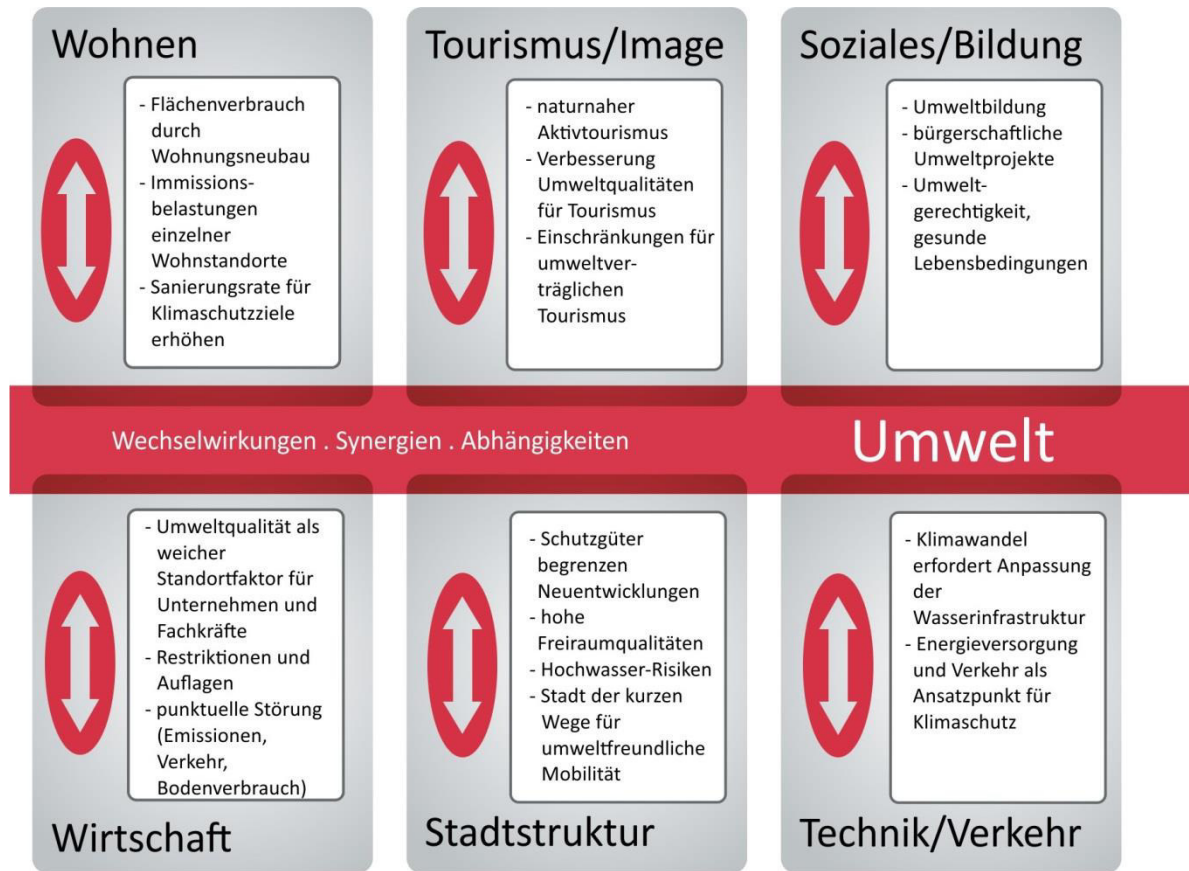 Wohnen
- Flächenverbrauch
durch
Wohnungsneubau
- Immissions-
belastungen
einzelner
Wohnstandorte
- Sanierungsrate für
Klimaschutzziele
erhöhen
Tourismus/Image
- naturnaher
Aktivtourismus
- Verbesserung
Umweltqualitäten
für Tourismus
- Einschränkungen für
umweltver-
träglichen
Tourismus
Soziales/Bildung
- Umweltbildung
- bürgerschaftliche
Umweltprojekte
- Umwelt-
gerechtigkeit,
gesunde
Lebensbedingungen
Wechselwirkungen . Synergien . Abhängigkeiten
Umwelt
- Umweltqualität als
weicher
Standortfaktor für
Unternehmen und
Fachkräfte
- Restriktionen und
Auflagen
- punktuelle Störung
(Emissionen,
Verkehr,
Bodenverbrauch)
Wirtschaft
- Schutzgüter
begrenzen
Neuentwicklungen
- hohe
Freiraumqualitäten
- Hochwasser-Risiken
- Stadt der kurzen
Wege für
umweltfreundliche
Mobilität
Stadtstruktur
- Klimawandel
erfordert Anpassung
der
Wasserinfrastruktur
- Energieversorgung
und Verkehr als
Ansatzpunkt für
Klimaschutz
Technik/Verkehr